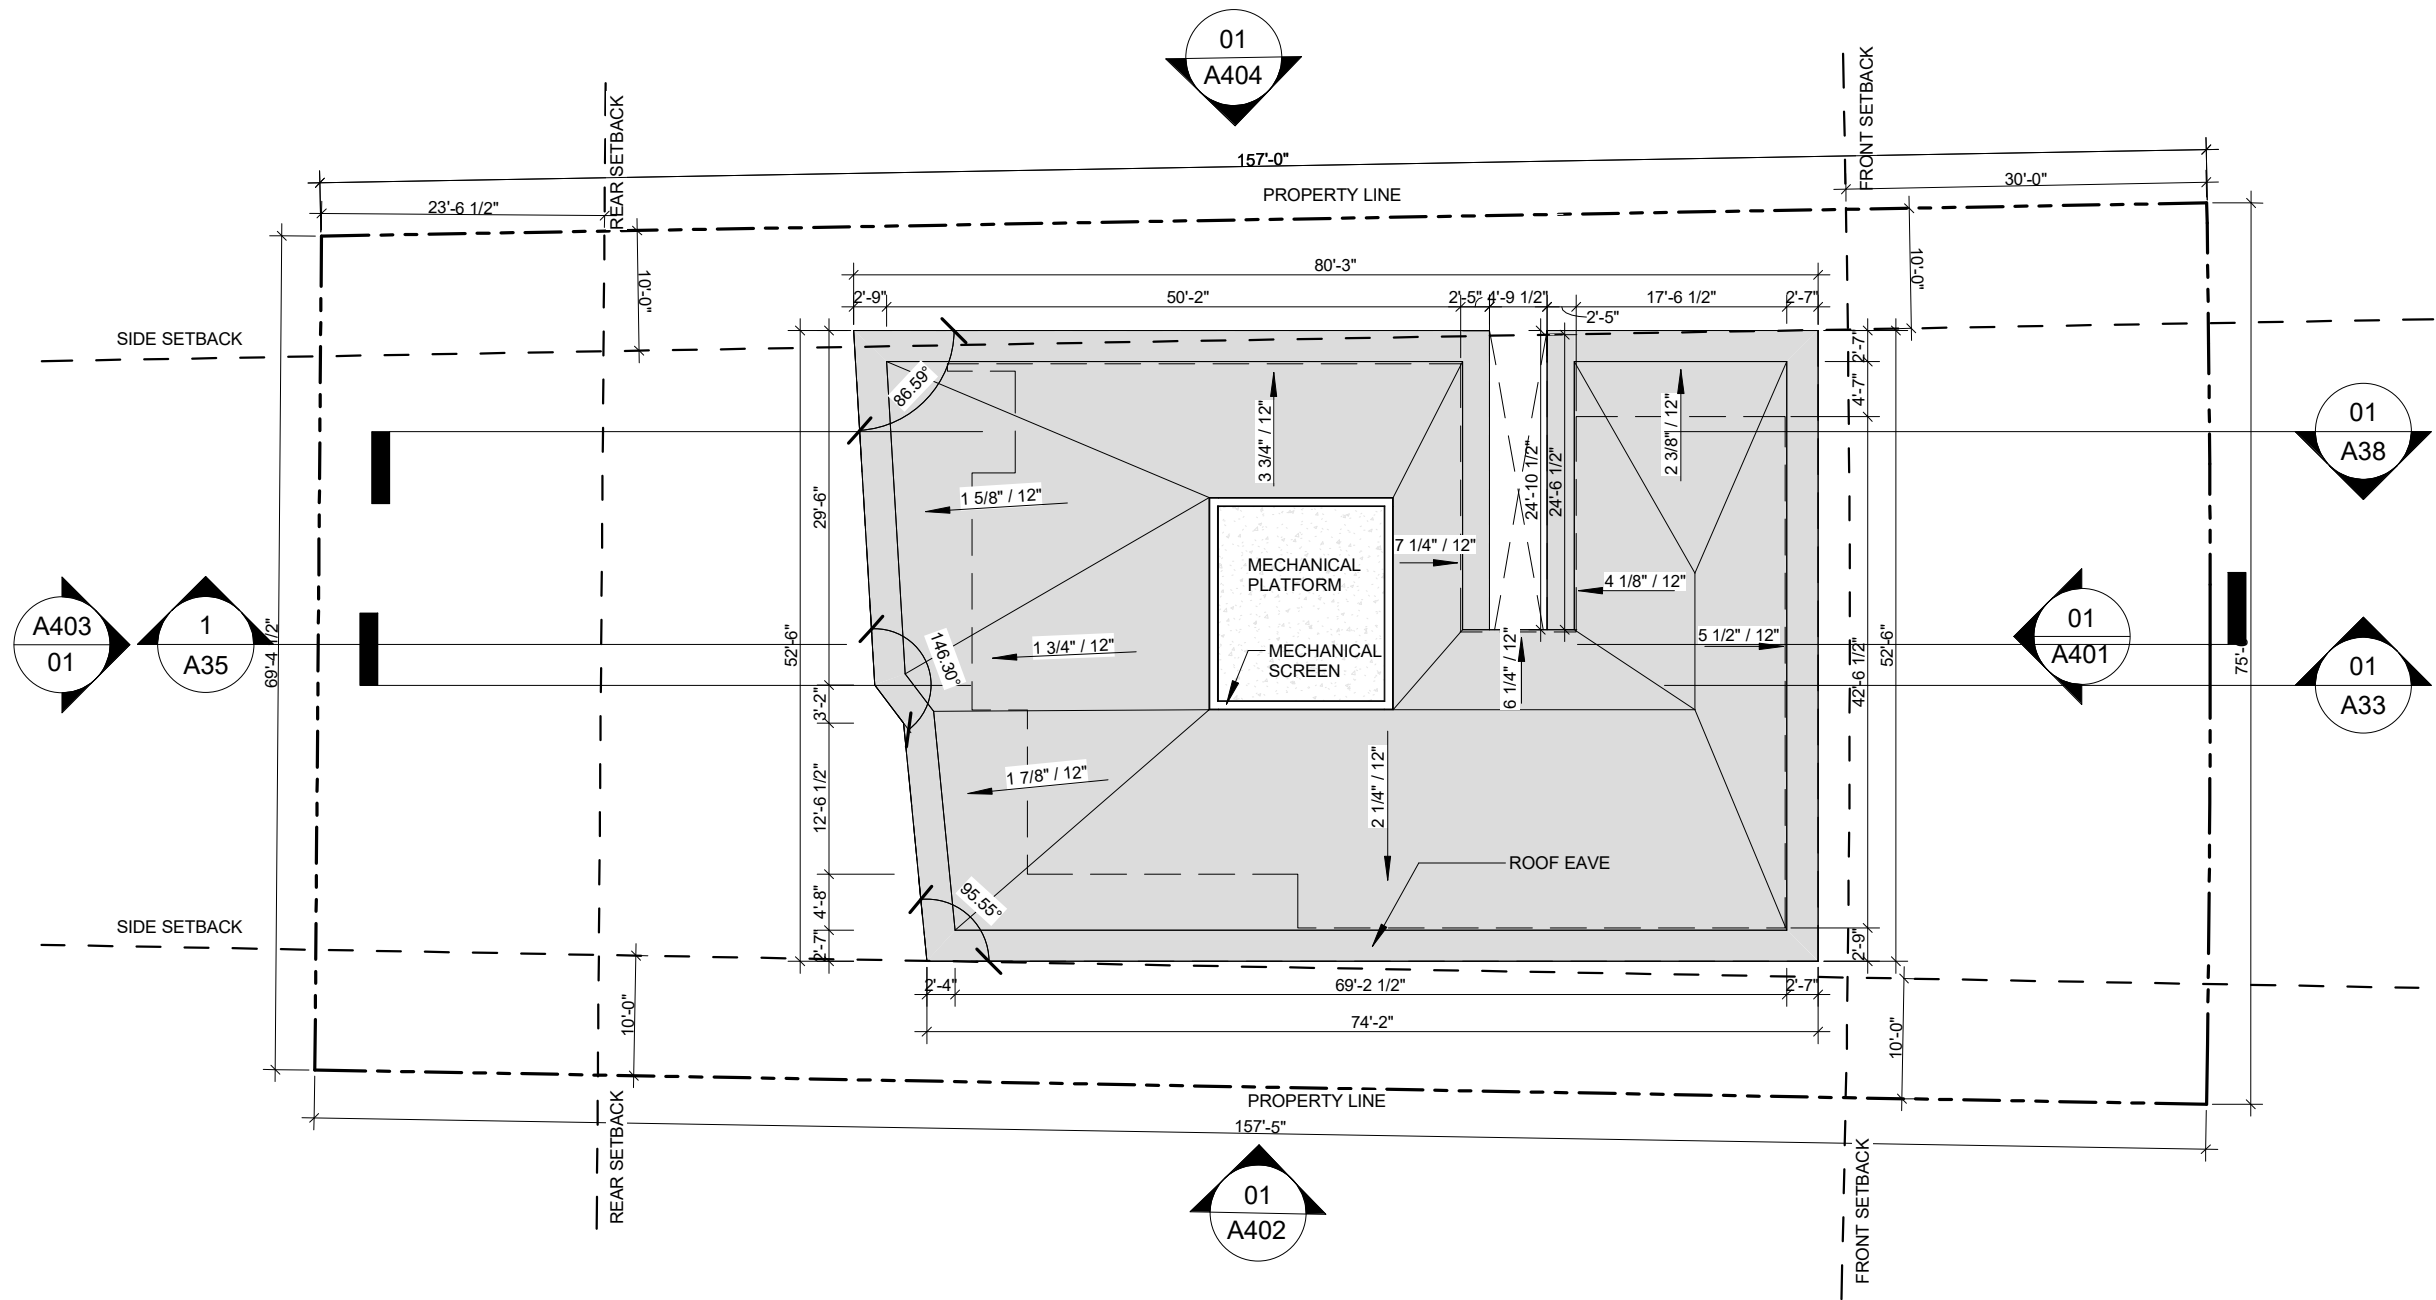 01
A404
REAR SETBACK
FRONT SETBACK
157'-0"
PROPERTY LINE
30'-0"
23'-6 1/2"
10'-0"
10'-0"
80'-3"
2'-9"
50'-2"
2'-5"
4'-9 1/2"
2'-5"
17'-6 1/2"
2'-7"
SIDE SETBACK
2'-7"
4'-7"
86.59°
3 3/4" / 12"
2 3/8" / 12"
01
A38
29'-6"
1 5/8" / 12"
24'-10 1/2"
24'-6 1/2"
7 1/4" / 12"
MECHANICAL
PLATFORM
4 1/8" / 12"
A403
01
1
A35
69'-4 1/2"
52'-6"
146.30°
1 3/4" / 12"
MECHANICAL
SCREEN
6 1/4" / 12"
5 1/2" / 12"
42'-6 1/2"
52'-6"
01
A401
01
A33
3'-2"
12'-6 1/2"
1 7/8" / 12"
2 1/4" / 12"
ROOF EAVE
4'-8"
95.55°
2'-7"
2'-9"
SIDE SETBACK
2'-4"
69'-2 1/2"
2'-7"
74'-2"
10'-0"
10'-0"
PROPERTY LINE
157'-5"
REAR SETBACK
FRONT SETBACK
01
A402